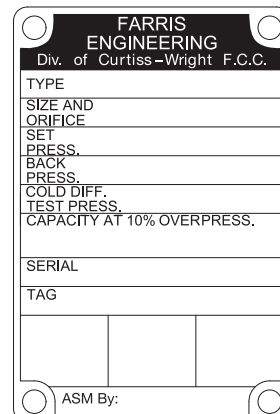 FARRIS
ENGINEERING
Div. of Curtiss–Wright F.C.C.
TYPE
SIZE AND
ORIFICE
SET
PRESS.
BACK
PRESS.
COLD DIFF.
TEST PRESS.
CAPACITY AT 10% OVERPRESS.
SERIAL
TAG
ASM By: